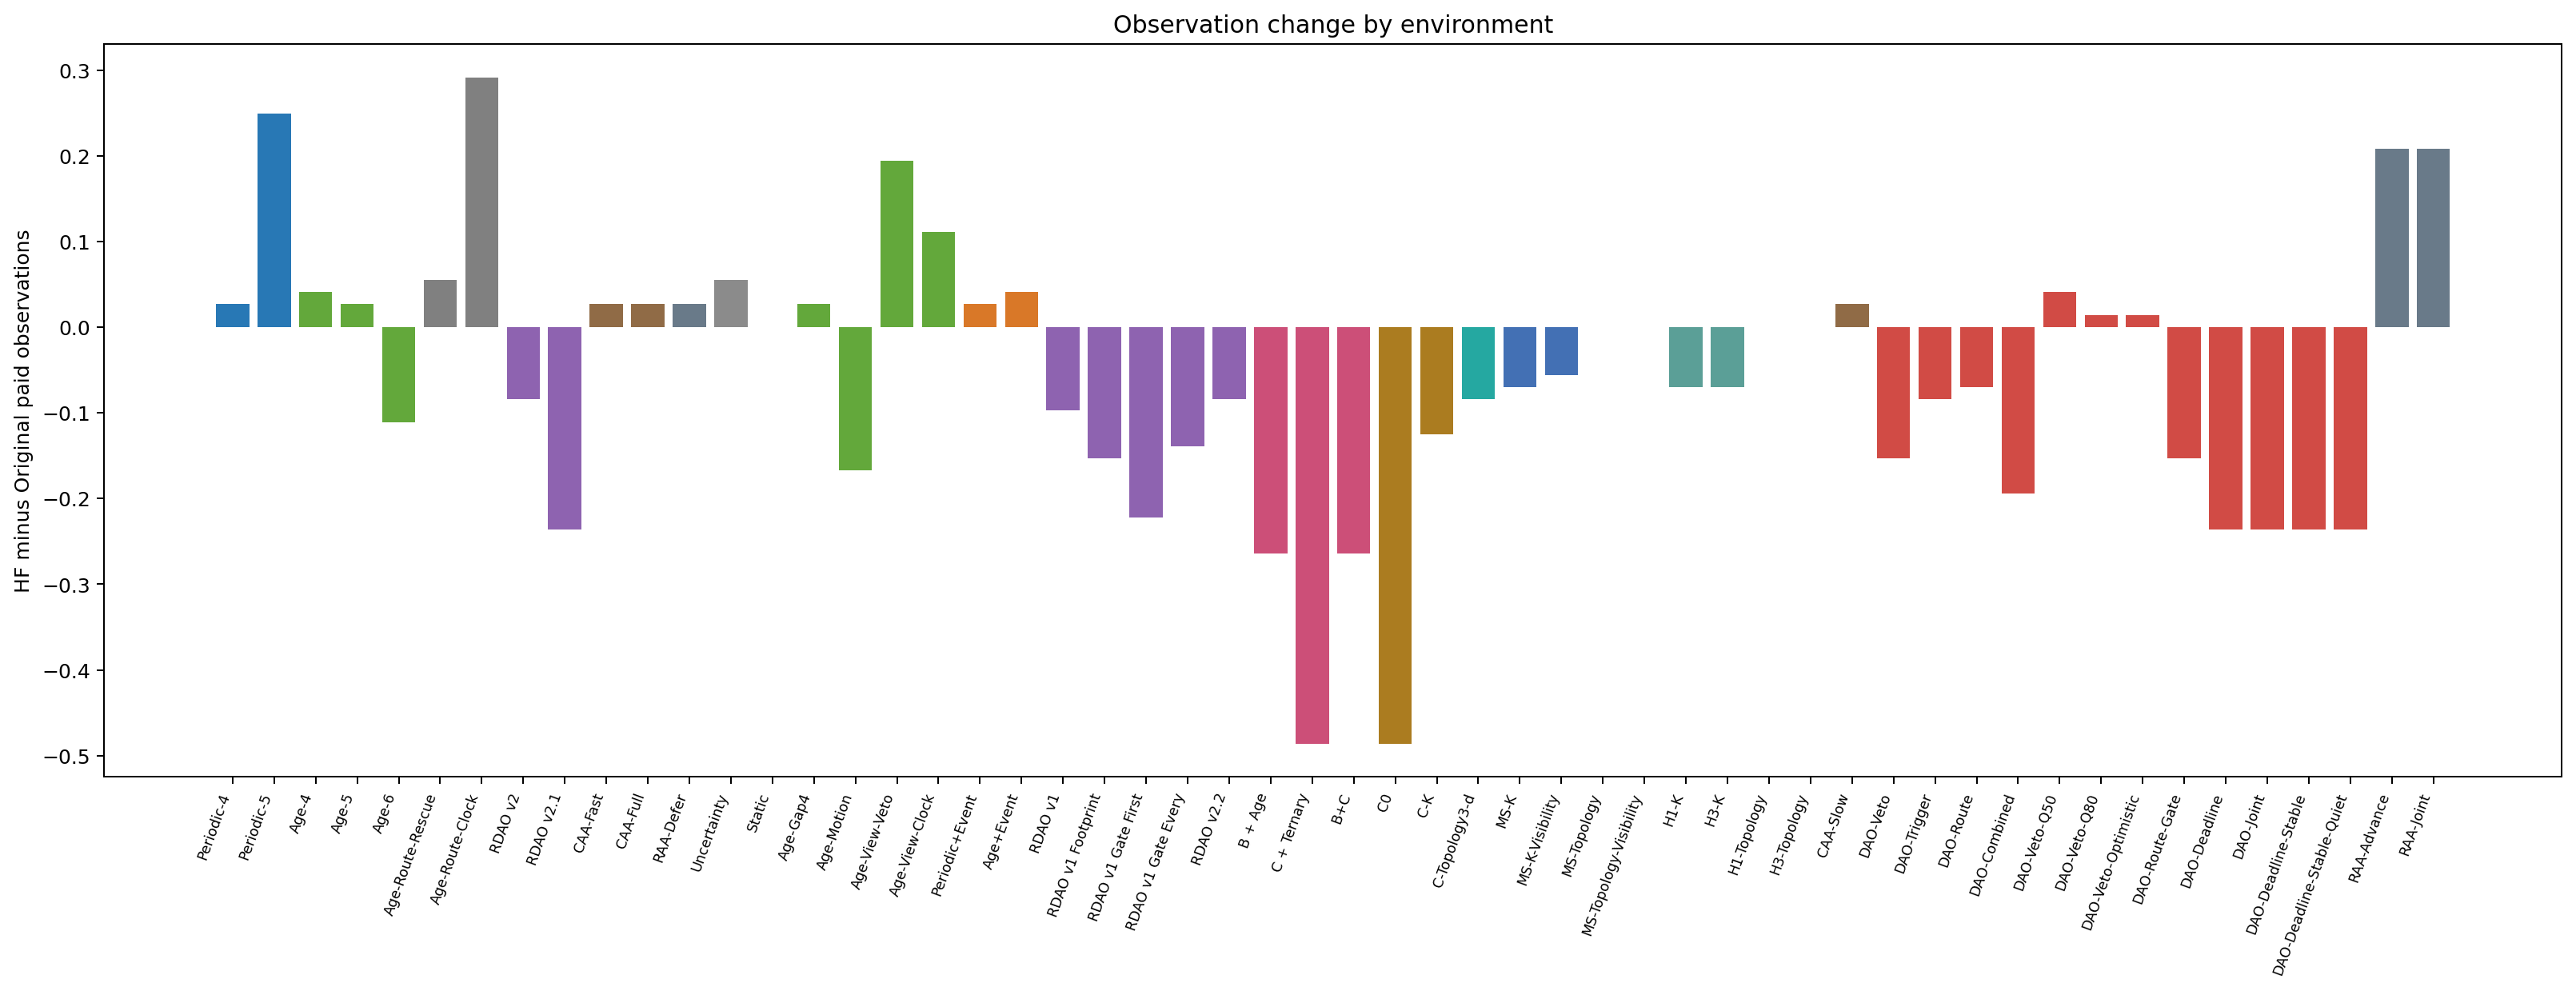 Observation change by environment
HF minus Original paid observations
0.3
0.2
0.1
0.0
−0.1
−0.2
−0.3
−0.4
−0.5
Periodic-4
Periodic-5
Age-4
Age-5
Age-6
Age-Route-Rescue
Age-Route-Clock
RDAO v2
RDAO v2.1
CAA-Fast
CAA-Full
RAA-Defer
Uncertainty
Static
Age-Gap4
Age-Motion
Age-View-Veto
Age-View-Clock
Periodic+Event
Age+Event
RDAO v1
RDAO v1 Footprint
RDAO v1 Gate First
RDAO v1 Gate Every
RDAO v2.2
B + Age
C + Ternary
B+C
C0
C-K
C-Topology3-d
MS-K
MS-K-Visibility
MS-Topology
MS-Topology-Visibility
H1-K
H3-K
H1-Topology
H3-Topology
CAA-Slow
DAO-Veto
DAO-Trigger
DAO-Route
DAO-Combined
DAO-Veto-Q50
DAO-Veto-Q80
DAO-Veto-Optimistic
DAO-Route-Gate
DAO-Deadline
DAO-Joint
DAO-Deadline-Stable
DAO-Deadline-Stable-Quiet
RAA-Advance
RAA-Joint